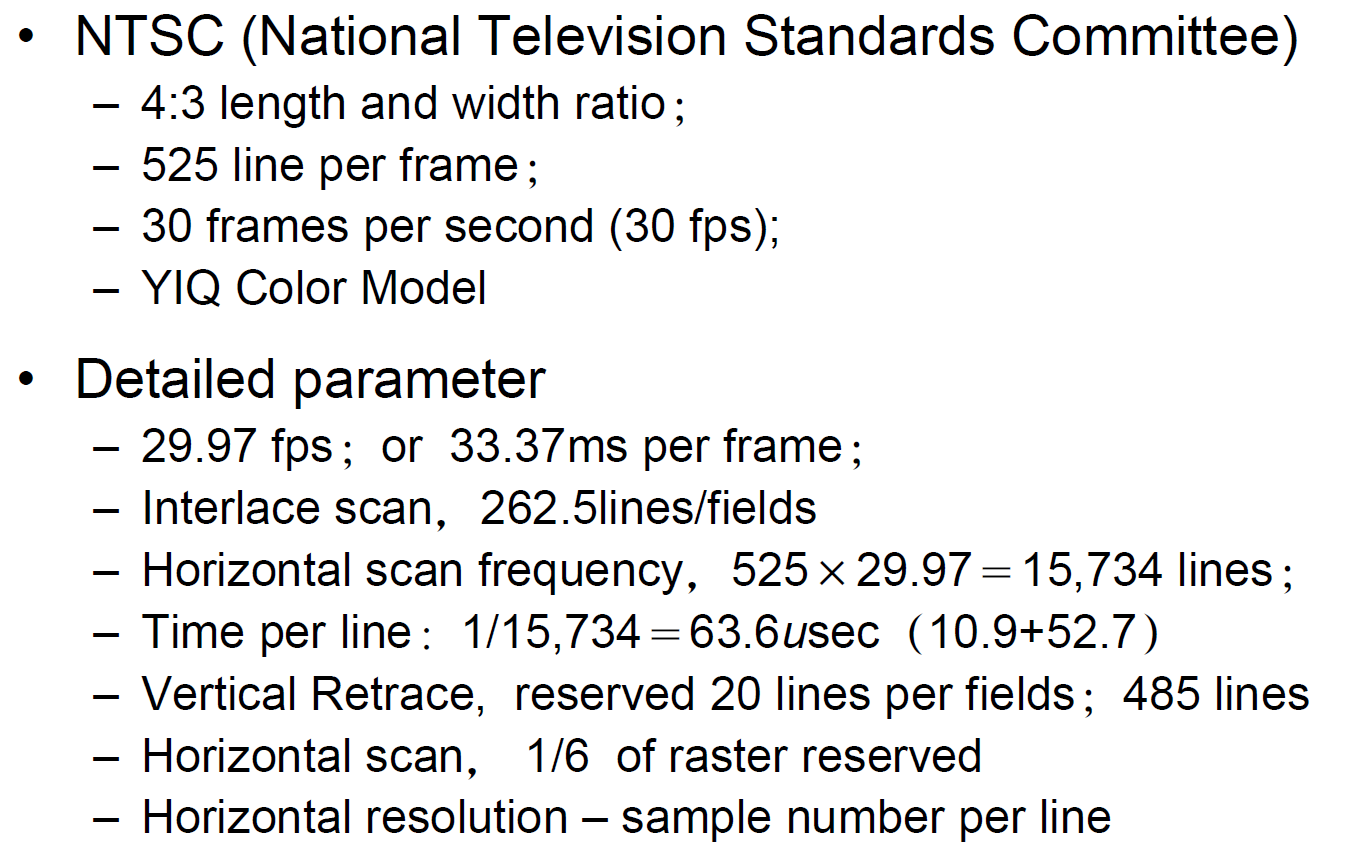 • NTSC (National Television Standards Committee)
– 4:3 length and width ratio；
– 525 line per frame；
– 30 frames per second (30 fps);
– YIQ Color Model
• Detailed parameter
– 29.97 fps；or 33.37ms per frame；
– Interlace scan，262.5lines/fields
– Horizontal scan frequency，525×29.97＝15,734 lines；
– Time per line：1/15,734＝63.6usec（10.9+52.7）
– Vertical Retrace, reserved 20 lines per fields；485 lines
– Horizontal scan，1/6 of raster reserved
– Horizontal resolution – sample number per line